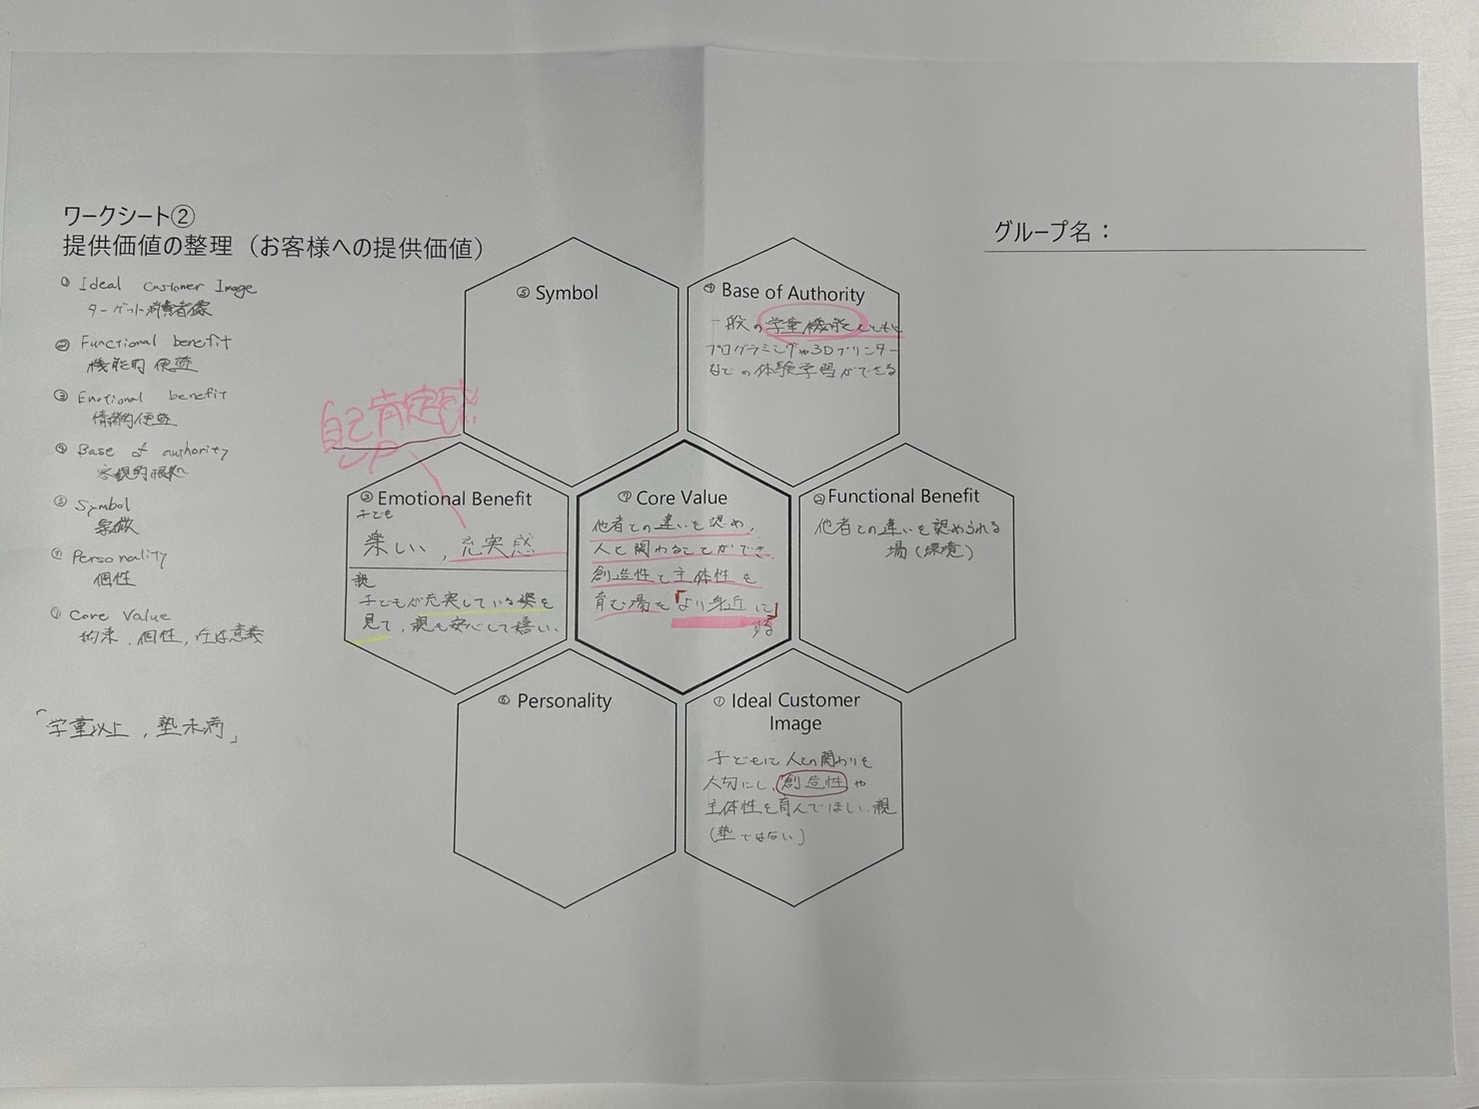 ワークシート②
提供価値の整理（お客様への提供価値）
グループ名：
① Ideal Customer Image
ターゲット消費者像
② Functional benefit
機能的便益
③ Emotional benefit
情緒的便益
④ Base of authority
客観的根拠
⑤ Symbol
象徴
⑥ Personality
個性
⑦ Core Value
約束、個性、存在意義
「学童以上、塾未満」
⑤ Symbol
④ Base of Authority
一般の学童機能とともに
プログラミングや3Dプリンター
などの体験学習ができる
自己肯定感
UP
③ Emotional Benefit
子ども
楽しい、充実感
親
子どもが充実している姿を
見て、親も安心して嬉しい。
⑦ Core Value
他者との違いを認め、
人と関わることができ、
創造性と主体性を
育む場を「より身近に」
する
② Functional Benefit
他者との違いを認められる
場（環境）
⑥ Personality
① Ideal Customer
Image
子どもに人との関わりを
大切にし、創造性や
主体性を育んでほしい親
（塾ではない）